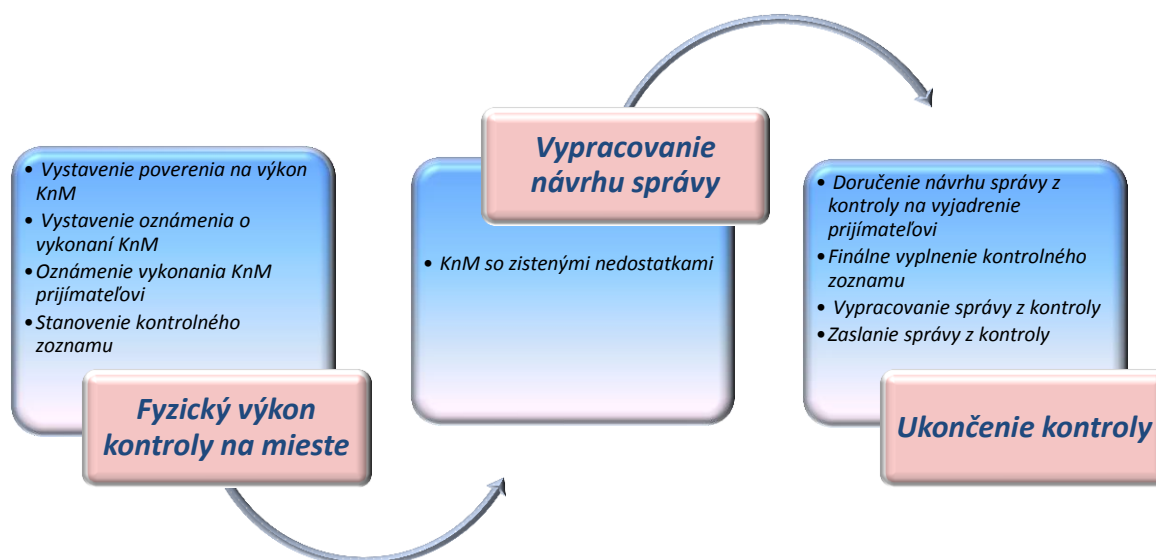 • Vystavenie poverenia na výkon
KnM
• Vystavenie oznámenia o
vykonaní KnM
• Oznámenie vykonania KnM
prijímateľovi
• Stanovenie kontrolného
zoznamu
Fyzický výkon
kontroly na mieste
Vypracovanie
návrhu správy
• KnM so zistenými nedostatkami
• Doručenie návrhu správy z
kontroly na vyjadrenie
prijímateľovi
• Finálne vyplnenie kontrolného
zoznamu
• Vypracovanie správy z kontroly
• Zaslanie správy z kontroly
Ukončenie kontroly